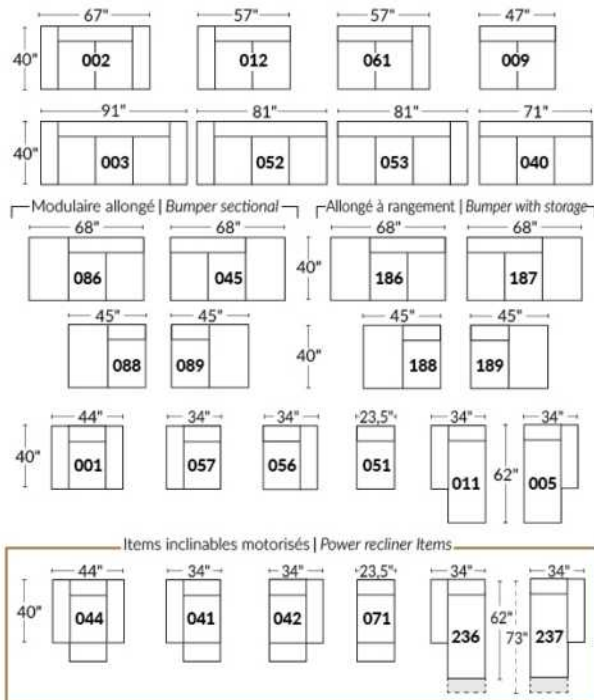 67" 57" 57" 47"
40" 002 012 061 009
91" 81" 81" 71"
40" 003 052 053 040
Modulaire allongé | Bumper sectional Allongé à rangement | Bumper with storage
68" 68" 68" 68"
086 045 40" 186 187
45" 45" 45" 45"
088 089 40" 188 189
44" 34" 34" 23,5" 34" 34"
40" 001 057 056 051 011 62" 005
Items inclinables motorisés | Power recliner Items
44" 34" 34" 23,5" 34" 34"
40" 044 041 042 071 236 62" 73" 237